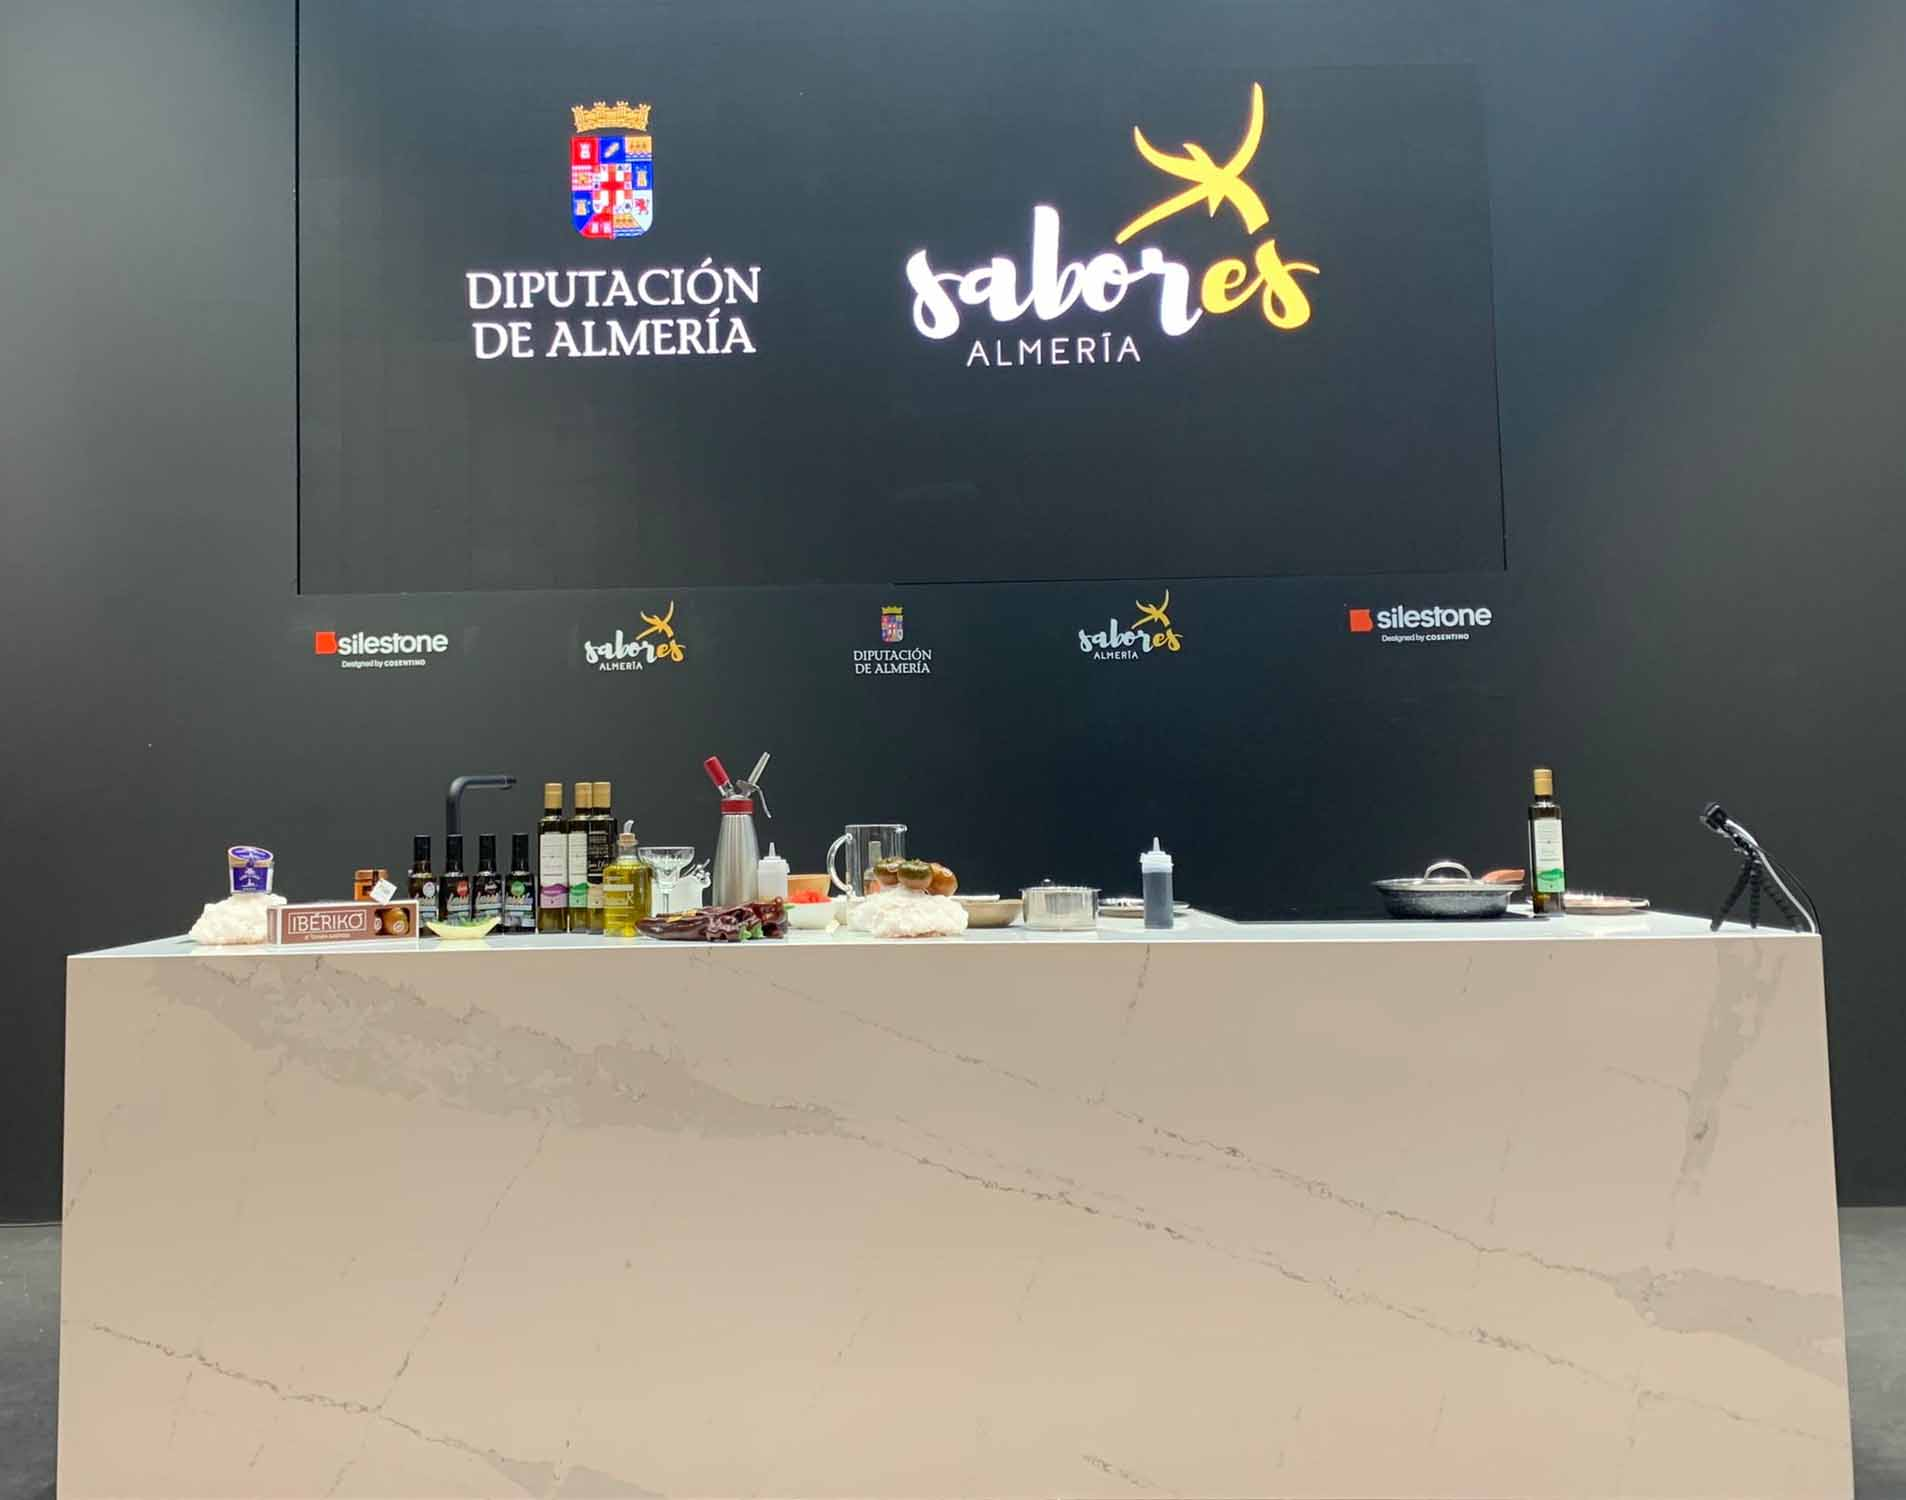 DIPUTACIÓN
DE ALMERÍA
sabores
ALMERÍA
silestone
Designed by COSENTINO
sabores
ALMERÍA
DIPUTACIÓN
DE ALMERÍA
sabores
ALMERÍA
silestone
Designed by COSENTINO
IBÉRIKO